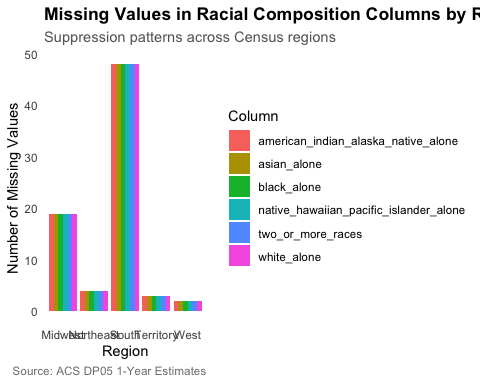 Missing Values in Racial Composition Columns by R
Suppression patterns across Census regions
Number of Missing Values
50
40
30
20
10
0
Midwest
Northeast
South
Territory
West
Region
Column
american_indian_alaska_native_alone
asian_alone
black_alone
native_hawaiian_pacific_islander_alone
two_or_more_races
white_alone
Source: ACS DP05 1-Year Estimates